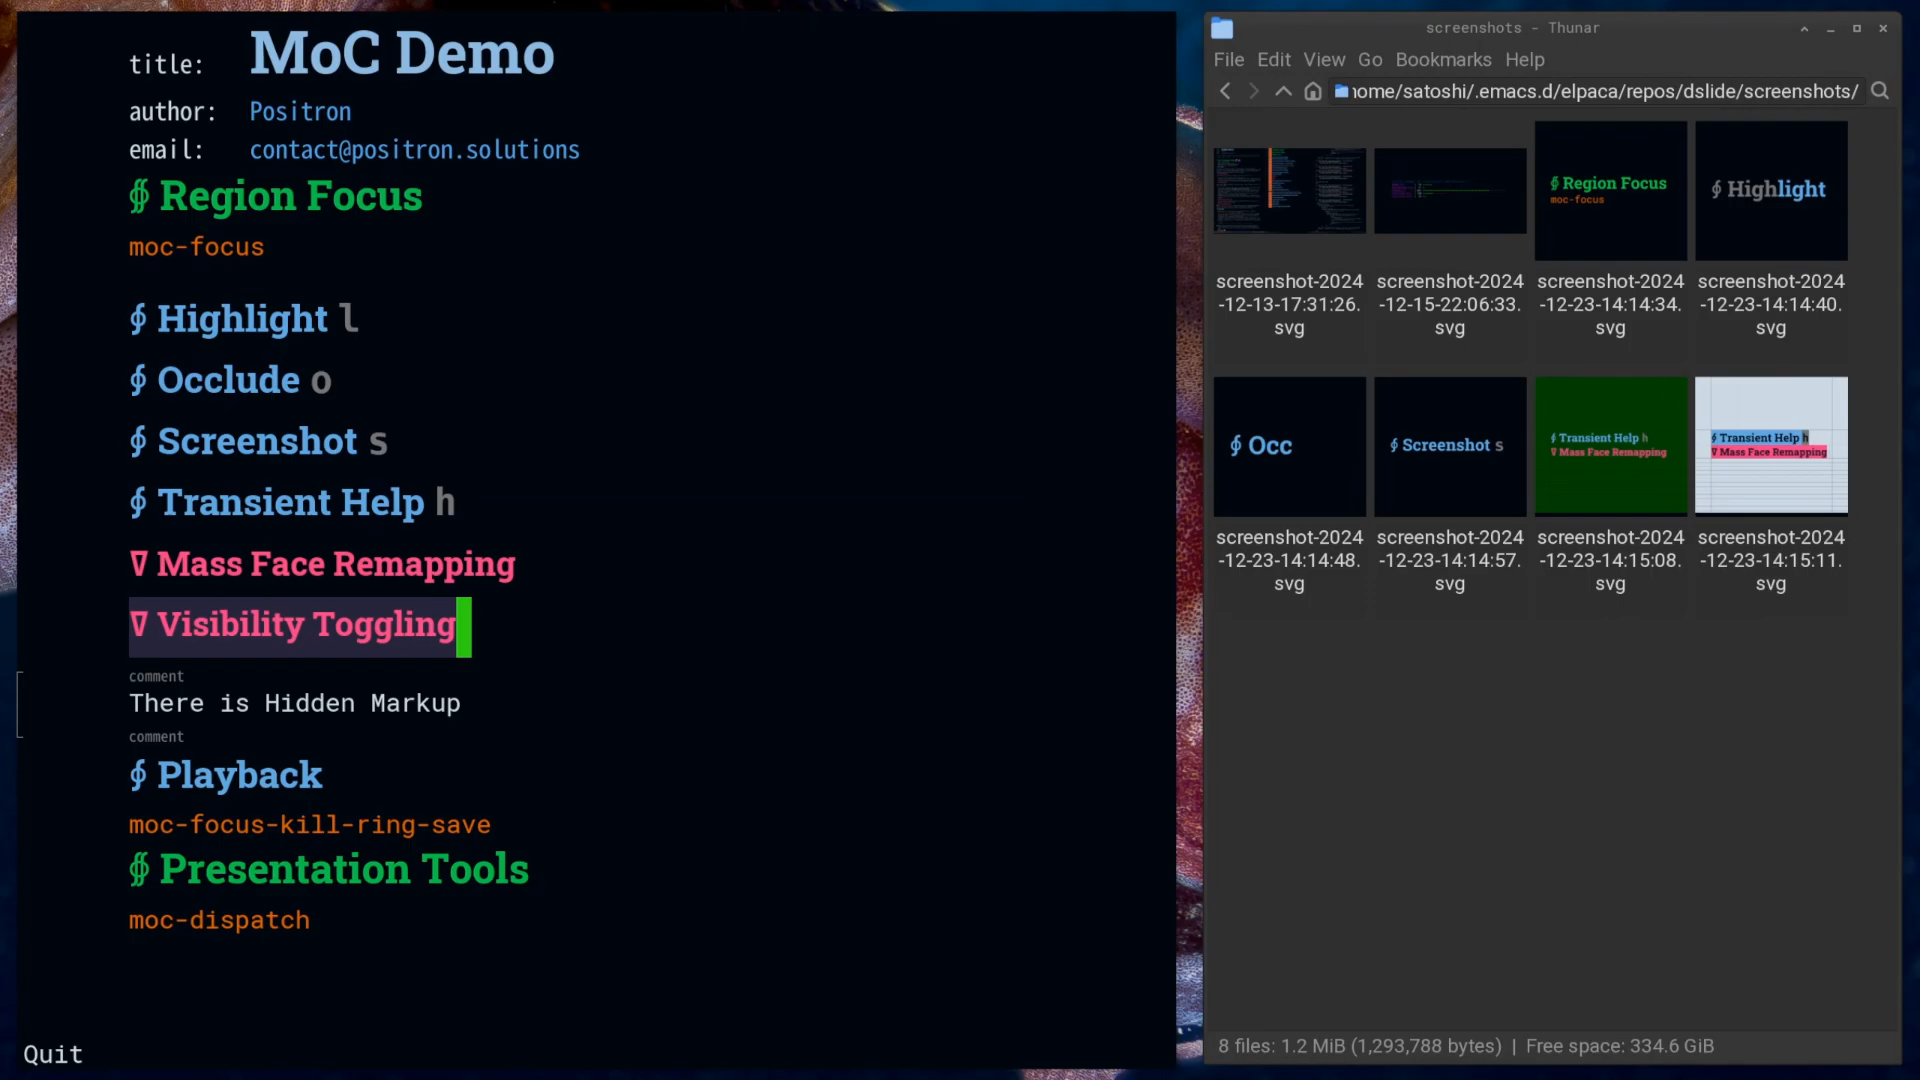 title: MoC Demo
author: Positron
email: contact@positron.solutions
∯ Region Focus
moc-focus
∮ Highlight l
∮ Occlude o
∮ Screenshot s
∮ Transient Help h
∇ Mass Face Remapping
∇ Visibility Toggling
comment
There is Hidden Markup
comment
∮ Playback
moc-focus-kill-ring-save
∯ Presentation Tools
moc-dispatch
Quit
screenshots - Thunar
File Edit View Go Bookmarks Help
home/satoshi/.emacs.d/elpaca/repos/dslide/screenshots/
∯ Region Focus
moc-focus
∮ Highlight
screenshot-2024
-12-13-17:31:26.
svg
screenshot-2024
-12-15-22:06:33.
svg
screenshot-2024
-12-23-14:14:34.
svg
screenshot-2024
-12-23-14:14:40.
svg
∮ Occ
∮ Screenshot s
∮ Transient Help h
∇ Mass Face Remapping
∮ Transient Help h
∇ Mass Face Remapping
screenshot-2024
-12-23-14:14:48.
svg
screenshot-2024
-12-23-14:14:57.
svg
screenshot-2024
-12-23-14:15:08.
svg
screenshot-2024
-12-23-14:15:11.
svg
8 files: 1.2 MiB (1,293,788 bytes) | Free space: 334.6 GiB